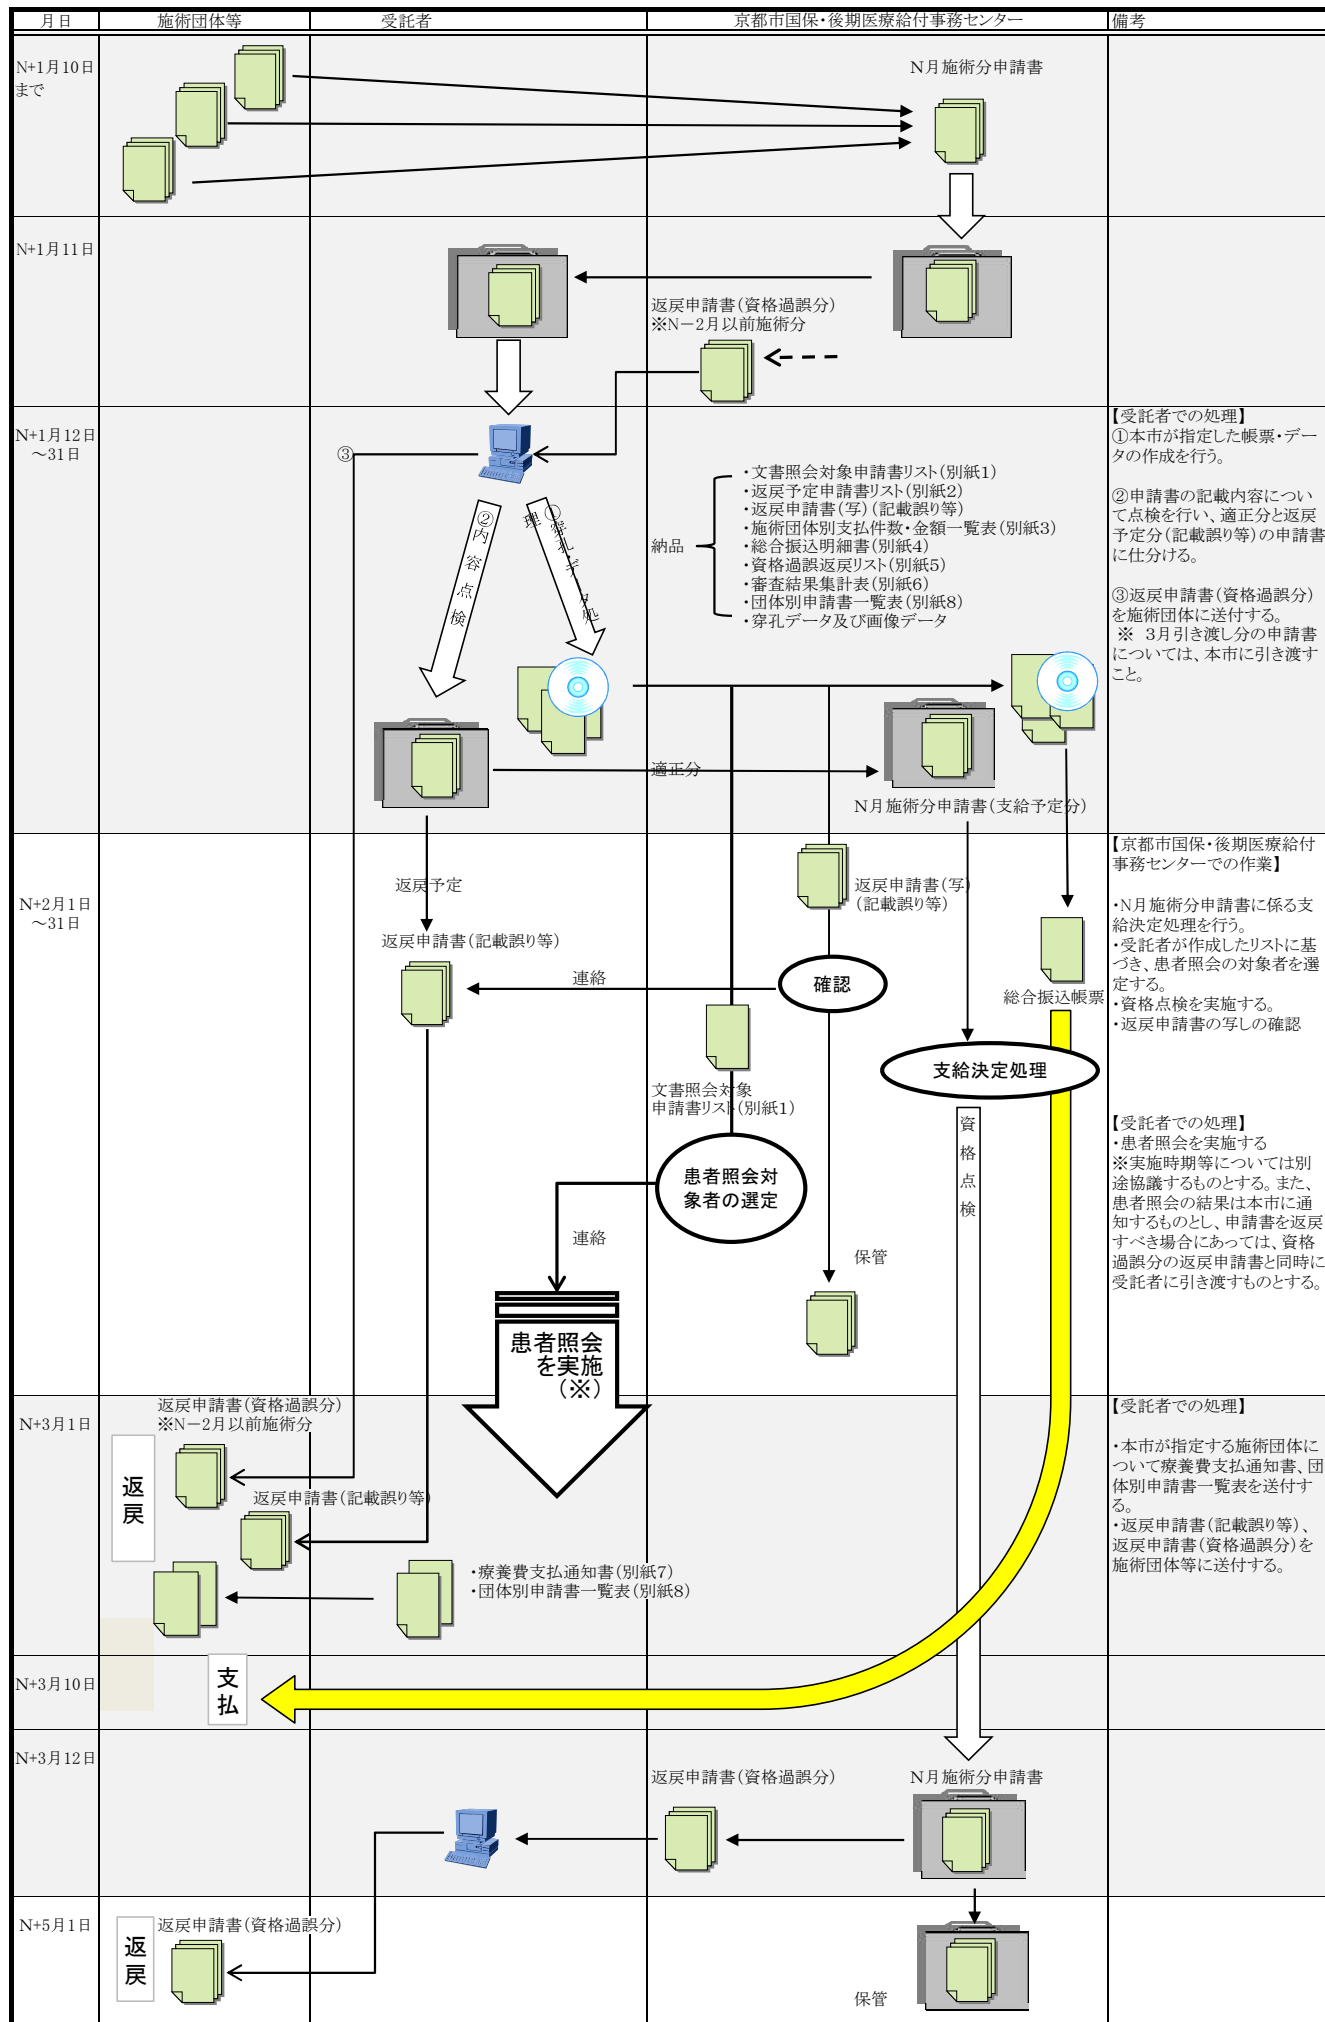 月日
施術団体等
受託者
京都市国保・後期医療給付事務センター
備考
N+1月10日
まで
N月施術分申請書
N+1月11日
返戻申請書(資格過誤分)
※N－2月以前施術分
N+1月12日
～31日
③
②内容点検
①穿孔・データ処理
納品
・文書照会対象申請書リスト(別紙1)
・返戻予定申請書リスト(別紙2)
・返戻申請書(写)(記載誤り等)
・施術団体別支払件数・金額一覧表(別紙3)
・総合振込明細書(別紙4)
・資格過誤返戻リスト(別紙5)
・審査結果集計表(別紙6)
・団体別申請書一覧表(別紙8)
・穿孔データ及び画像データ
【受託者での処理】
①本市が指定した帳票・デー
タの作成を行う。
②申請書の記載内容につい
て点検を行い、適正分と返戻
予定分(記載誤り等)の申請書
に仕分ける。
③返戻申請書(資格過誤分)
を施術団体に送付する。
※ 3月引き渡し分の申請書
については、本市に引き渡す
こと。
適正分
N月施術分申請書(支給予定分)
N+2月1日
～31日
返戻予定
返戻申請書(記載誤り等)
返戻申請書(写)
(記載誤り等)
連絡
確認
総合振込帳票
支給決定処理
文書照会対象
申請書リスト(別紙1)
患者照会対
象者の選定
連絡
資格点検
保管
患者照会
を実施
(※)
【京都市国保・後期医療給付
事務センターでの作業】
・N月施術分申請書に係る支
給決定処理を行う。
・受託者が作成したリストに基
づき、患者照会の対象者を選
定する。
・資格点検を実施する。
・返戻申請書の写しの確認
【受託者での処理】
・患者照会を実施する
※実施時期等については別
途協議するものとする。また、
患者照会の結果は本市に通
知するものとし、申請書を返戻
すべき場合にあっては、資格
過誤分の返戻申請書と同時に
受託者に引き渡すものとする。
N+3月1日
返戻申請書(資格過誤分)
※N－2月以前施術分
返戻
返戻申請書(記載誤り等)
・療養費支払通知書(別紙7)
・団体別申請書一覧表(別紙8)
【受託者での処理】
・本市が指定する施術団体に
ついて療養費支払通知書、団
体別申請書一覧表を送付す
る。
・返戻申請書(記載誤り等)、
返戻申請書(資格過誤分)を
施術団体等に送付する。
N+3月10日
支払
N+3月12日
返戻申請書(資格過誤分)
N月施術分申請書
N+5月1日
返戻
返戻申請書(資格過誤分)
保管